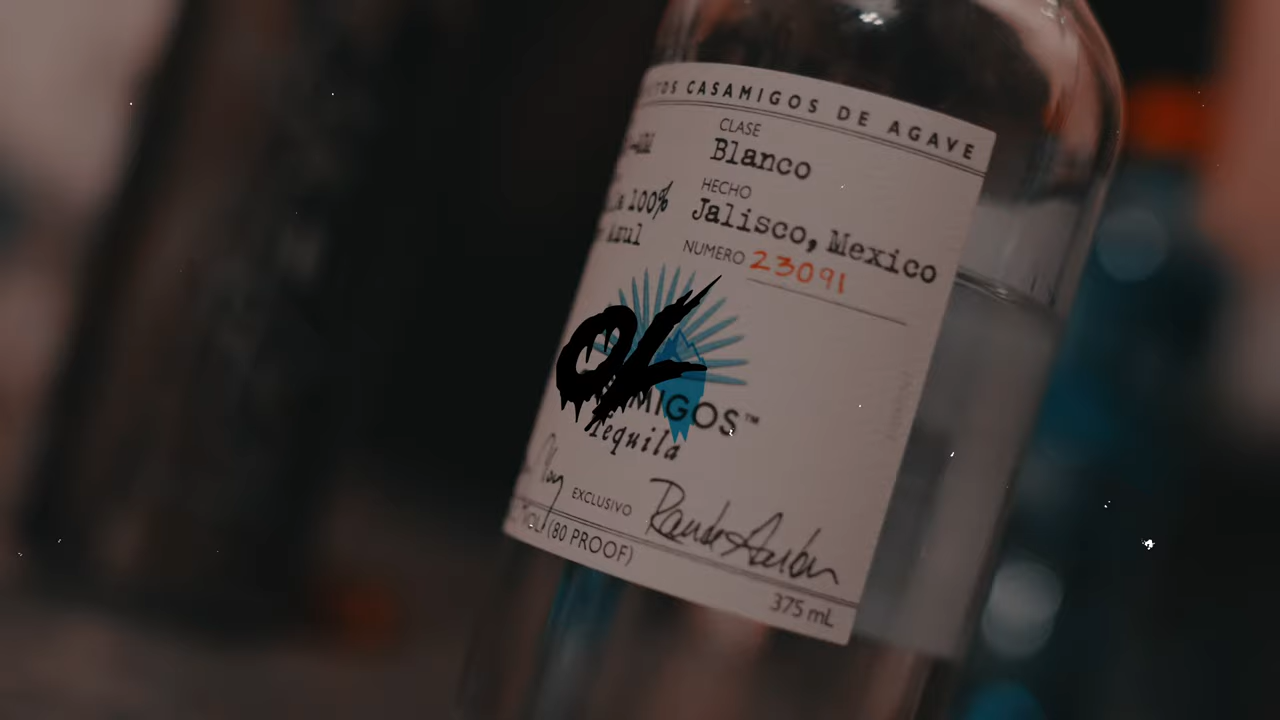 CASAMIGOS DE AGAVE
CLASE
Blanco
HECHO
100%
Jalisco, Mexico
Azul
NUMERO 23091
OL
MIGOS™
Tequila
EXCLUSIVO
(80 PROOF)
375 mL